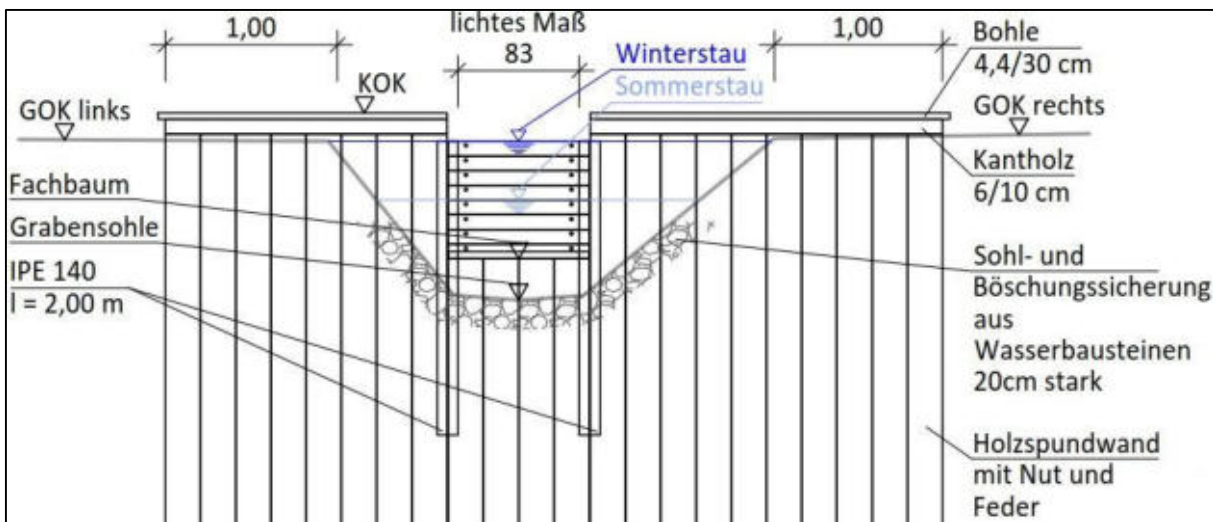 1,00
lichtes Maß
83
1,00
Winterstau
Sommerstau
Bohle
4,4/30 cm
GOK links
KOK
GOK rechts
Kantholz
6/10 cm
Fachbaum
Grabensohle
IPE 140
l = 2,00 m
Sohl- und
Böschungssicherung
aus
Wasserbausteinen
20cm stark
Holzspundwand
mit Nut und
Feder